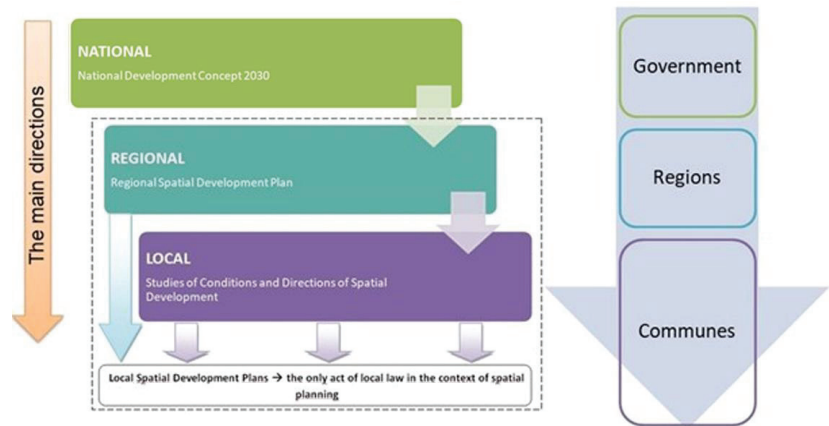 The main directions
NATIONAL
National Development Concept 2030
REGIONAL
Regional Spatial Development Plan
LOCAL
Studies of Conditions and Directions of Spatial
Development
Local Spatial Development Plans → the only act of local law in the context of spatial
planning
Government
Regions
Communes